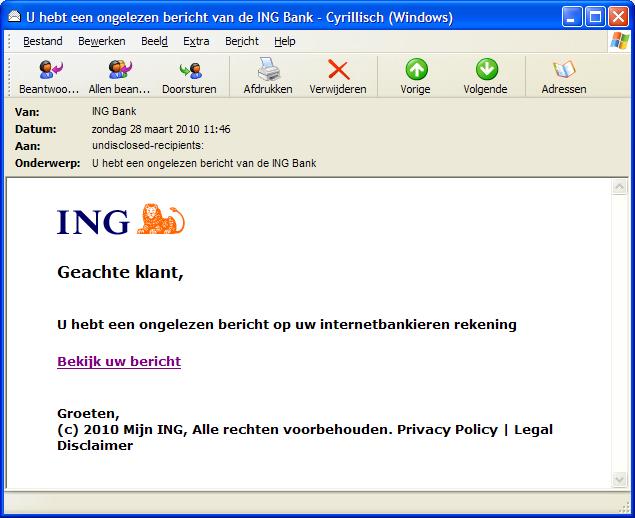 U hebt een ongelezen bericht van de ING Bank - Cyrillisch (Windows)
Bestand Bewerken Beeld Extra Bericht Help
Beantwoo... Allen bean... Doorsturen Afdrukken Verwijderen Vorige Volgende Adressen
Van: ING Bank
Datum: zondag 28 maart 2010 11:46
Aan: undisclosed-recipients:
Onderwerp: U hebt een ongelezen bericht van de ING Bank
ING
Geachte klant,
U hebt een ongelezen bericht op uw internetbankieren rekening
Bekijk uw bericht
Groeten,
(c) 2010 Mijn ING, Alle rechten voorbehouden. Privacy Policy | Legal
Disclaimer